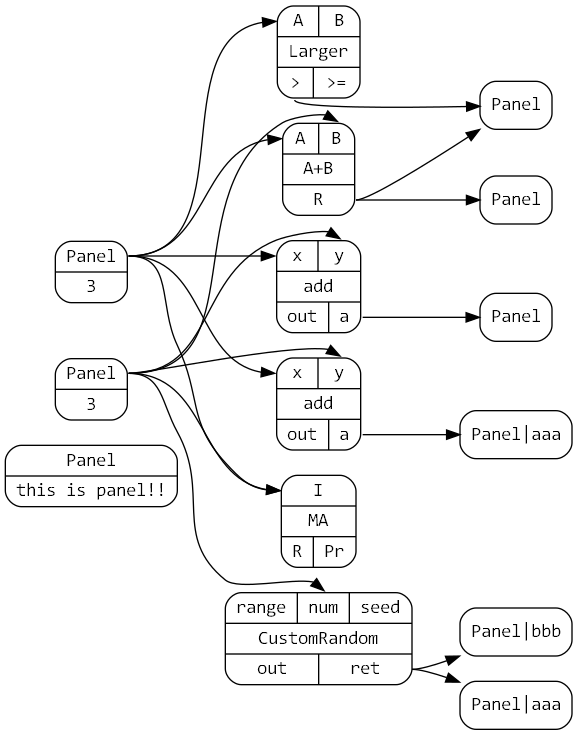 A B
Larger
> >=
Panel
A B
A+B
R
Panel
Panel
3
x y
add
out a
Panel
Panel
3
x y
add
out a
Panel|aaa
Panel
this is panel!!
I
MA
R Pr
range num seed
CustomRandom
out ret
Panel|bbb
Panel|aaa